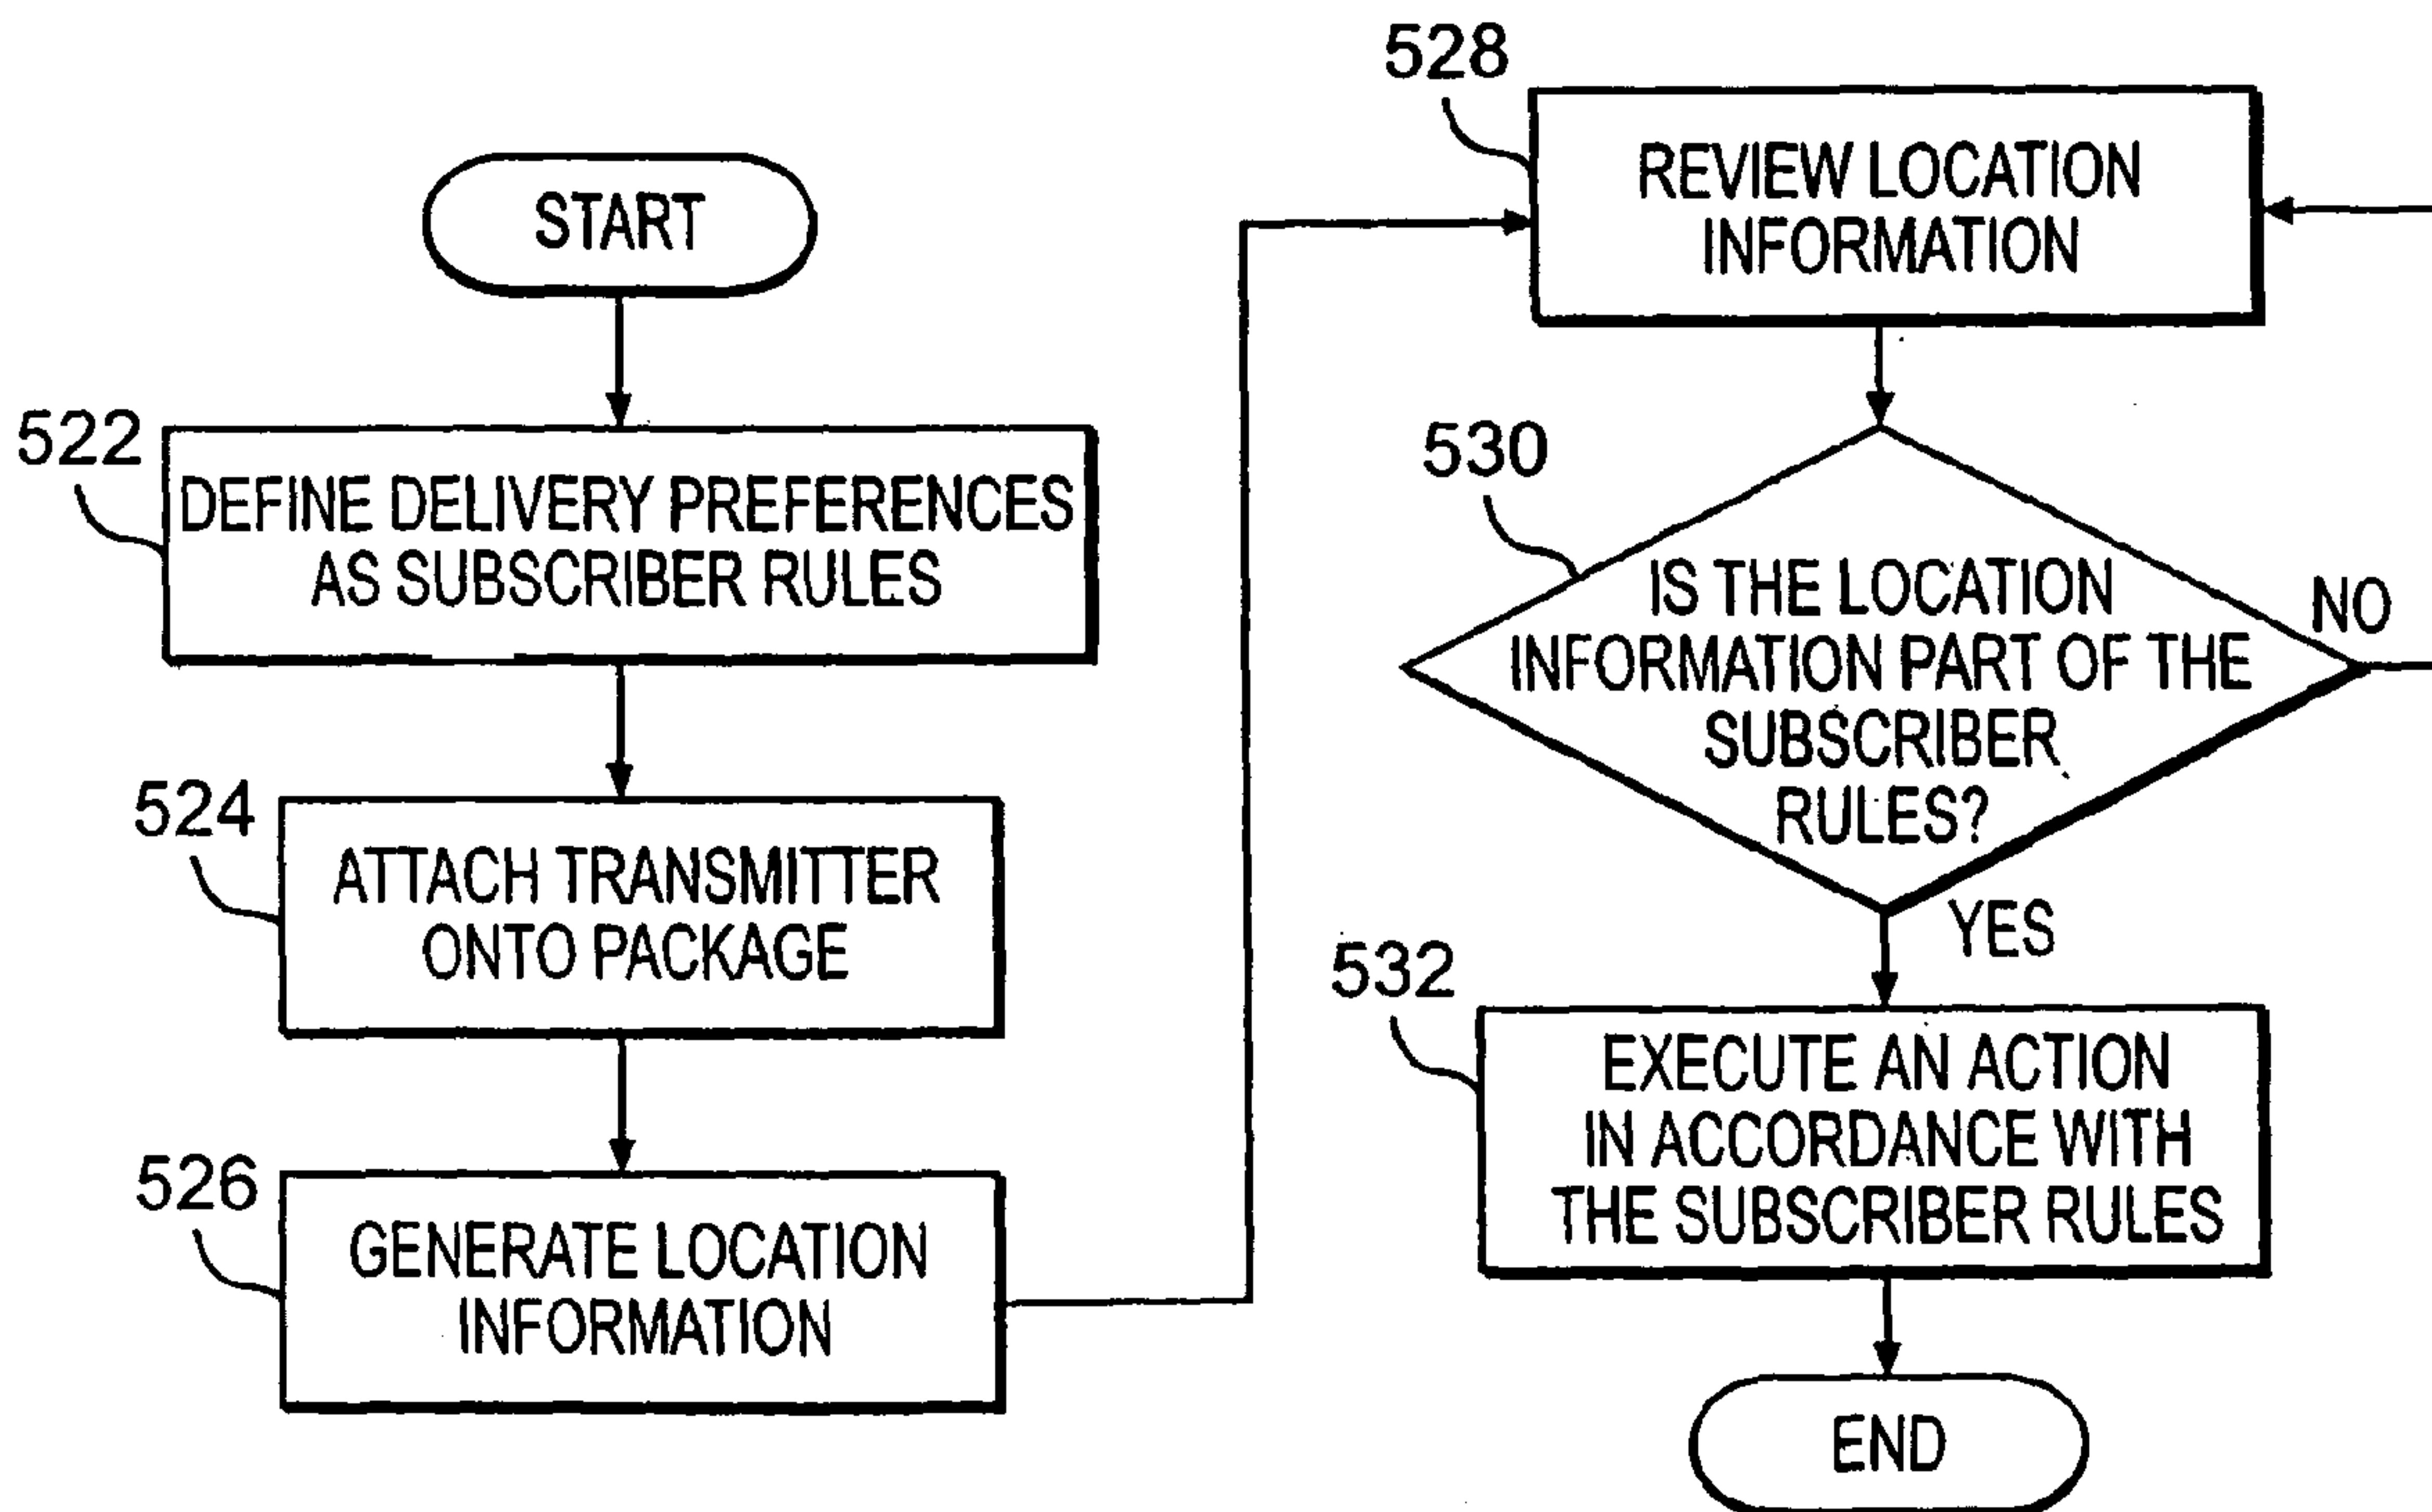 START
522
DEFINE DELIVERY PREFERENCES
AS SUBSCRIBER RULES
524
ATTACH TRANSMITTER
ONTO PACKAGE
526
GENERATE LOCATION
INFORMATION
528
REVIEW LOCATION
INFORMATION
530
IS THE LOCATION
INFORMATION PART OF THE
SUBSCRIBER
RULES?
NO
YES
532
EXECUTE AN ACTION
IN ACCORDANCE WITH
THE SUBSCRIBER RULES
END